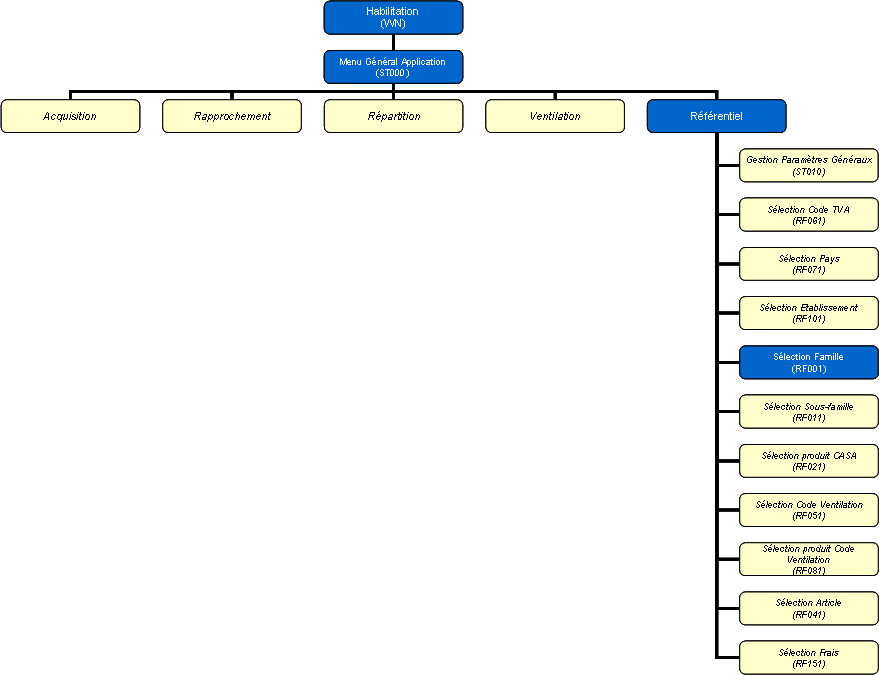 Habilitation
(VVN)
Menu Général Application
(ST000)
Acquisition
Rapprochement
Répartition
Ventilation
Référentiel
Gestion Paramètres Généraux
(ST010)
Sélection Code TVA
(RF061)
Sélection Pays
(RF071)
Sélection Etablissement
(RF101)
Sélection Famille
(RF001)
Sélection Sous-famille
(RF011)
Sélection produit CASA
(RF021)
Sélection Code Ventilation
(RF051)
Sélection produit Code
Ventilation
(RF081)
Sélection Article
(RF041)
Sélection Frais
(RF151)